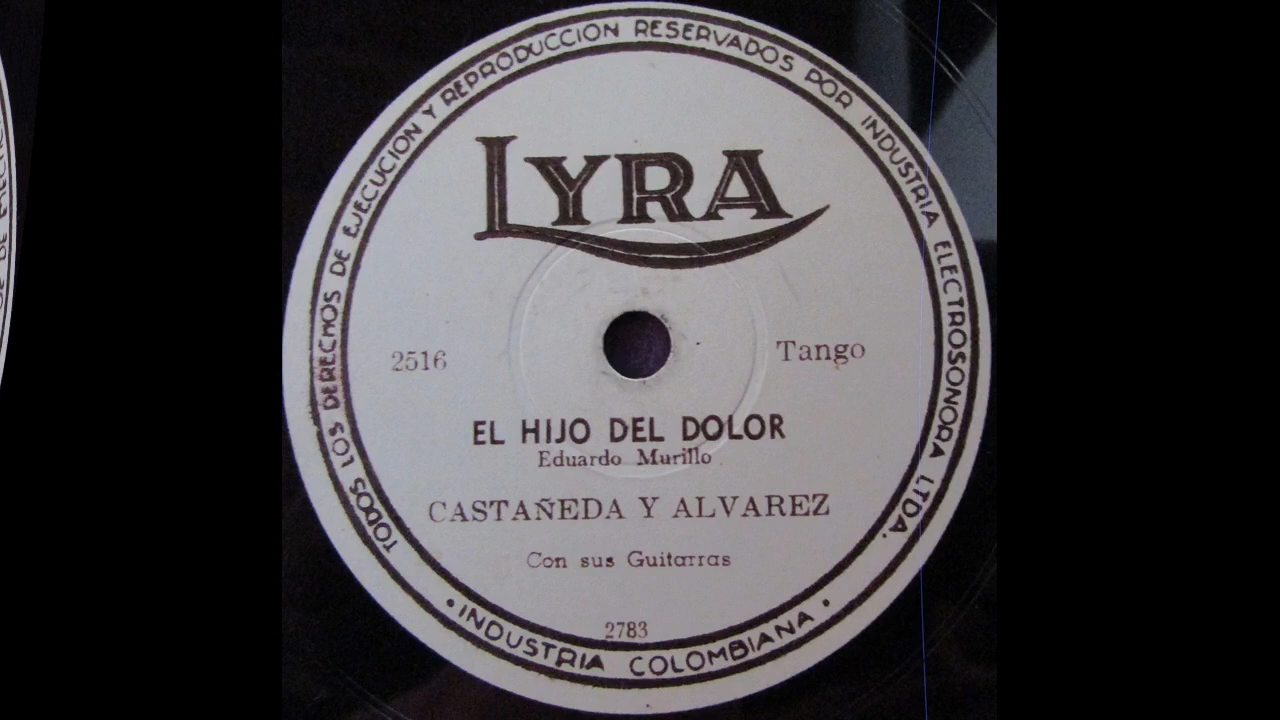 TODOS LOS DERECHOS DE EJECUCION Y REPRODUCCION RESERVADOS POR INDUSTRIA ELECTROSONORA LTDA.
LYRA
2516
Tango
EL HIJO DEL DOLOR
Eduardo Murillo
CASTAÑEDA Y ALVAREZ
Con sus Guitarras
2783
• INDUSTRIA COLOMBIANA •